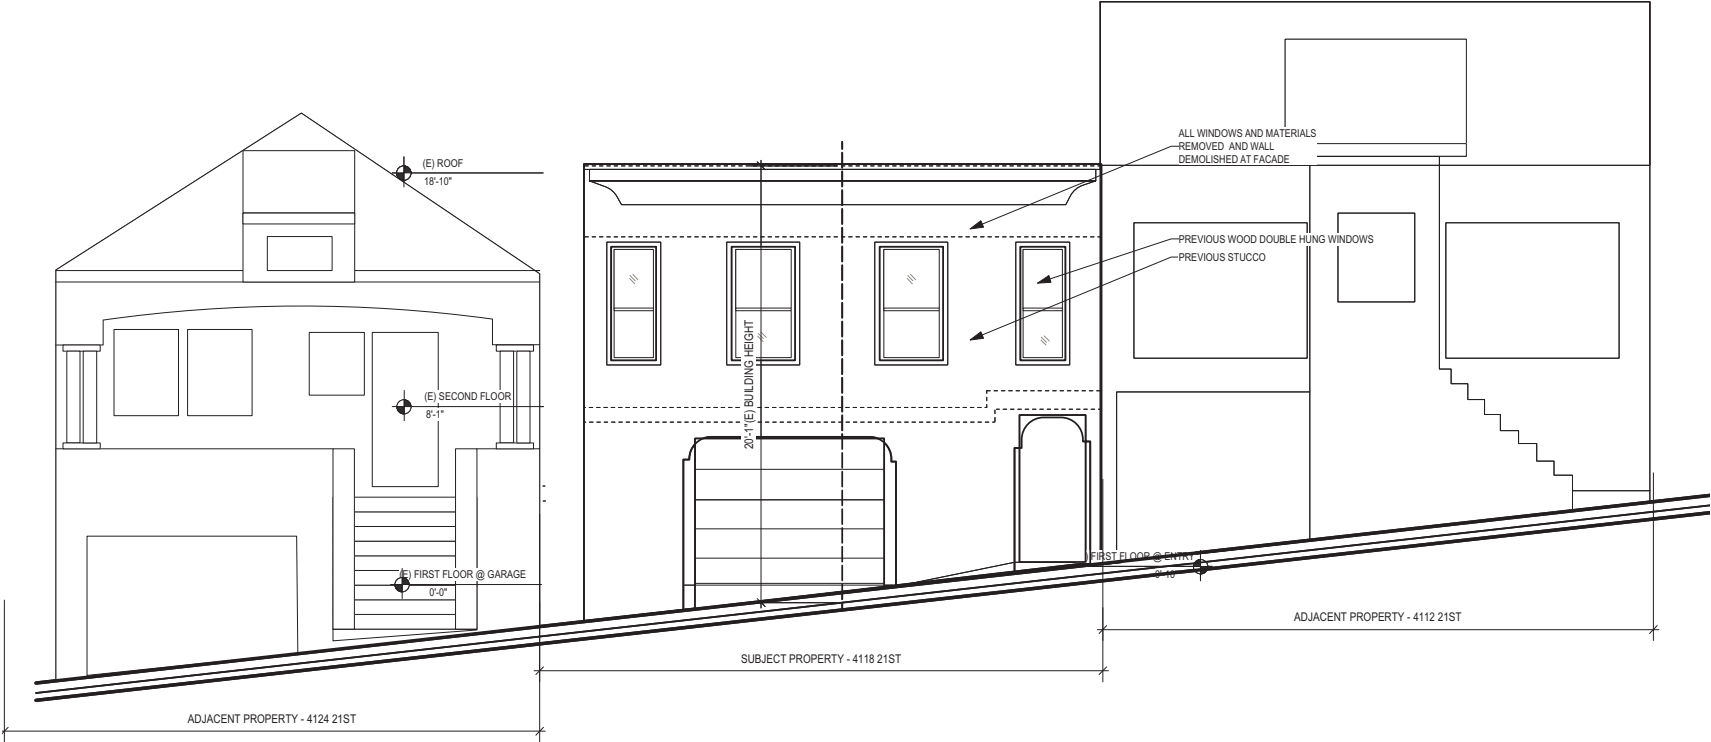 ALL WINDOWS AND MATERIALS
REMOVED AND WALL
DEMOLISHED AT FACADE
(E) ROOF
18'-10"
PREVIOUS WOOD DOUBLE HUNG WINDOWS
PREVIOUS STUCCO
20'-1"(E) BUILDING HEIGHT
(E) SECOND FLOOR
8'-1"
) FIRST FLOOR @ ENTRY
0'-10"
(E) FIRST FLOOR @ GARAGE
0'-0"
ADJACENT PROPERTY - 4112 21ST
SUBJECT PROPERTY - 4118 21ST
ADJACENT PROPERTY - 4124 21ST